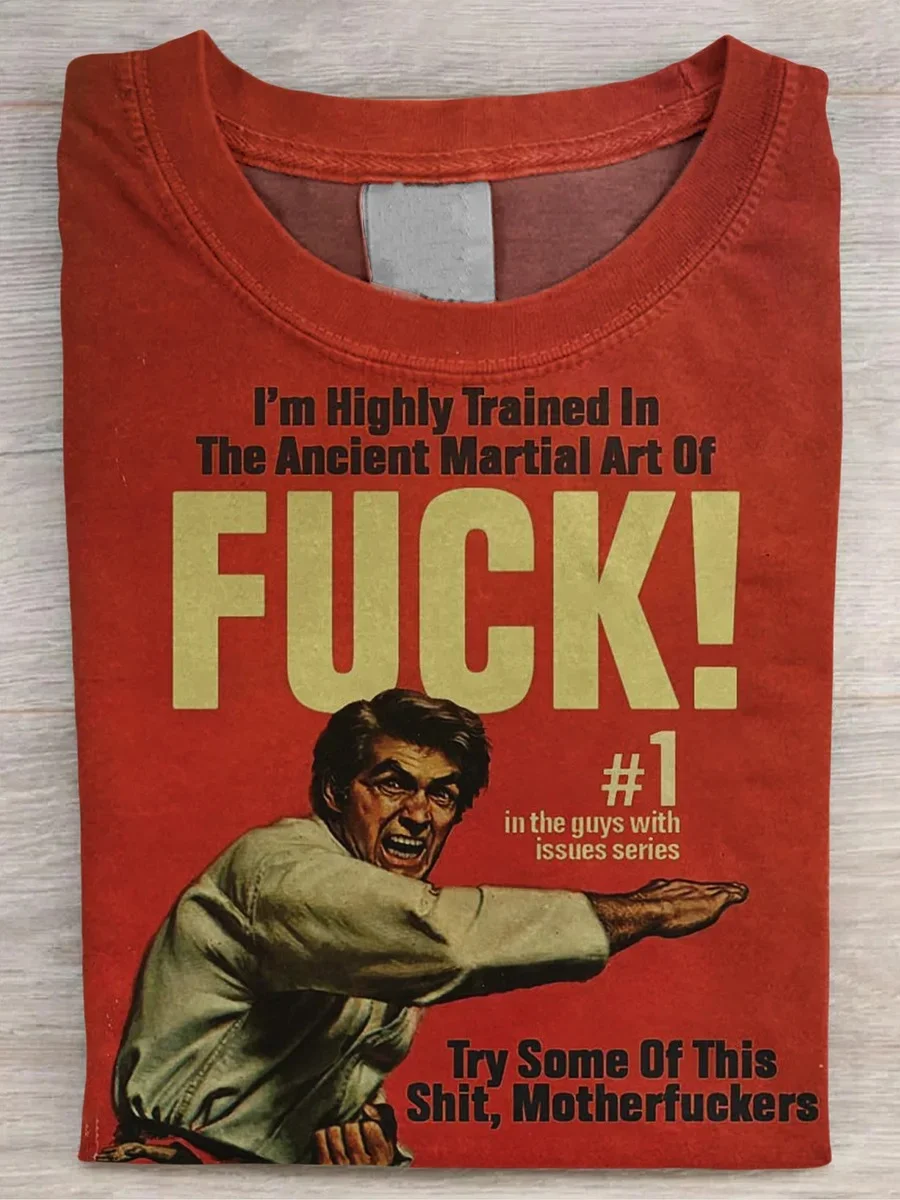 I'm Highly Trained In
The Ancient Martial Art Of
FUCK!
#1
in the guys with
issues series
Try Some Of This
Shit, Motherfuckers